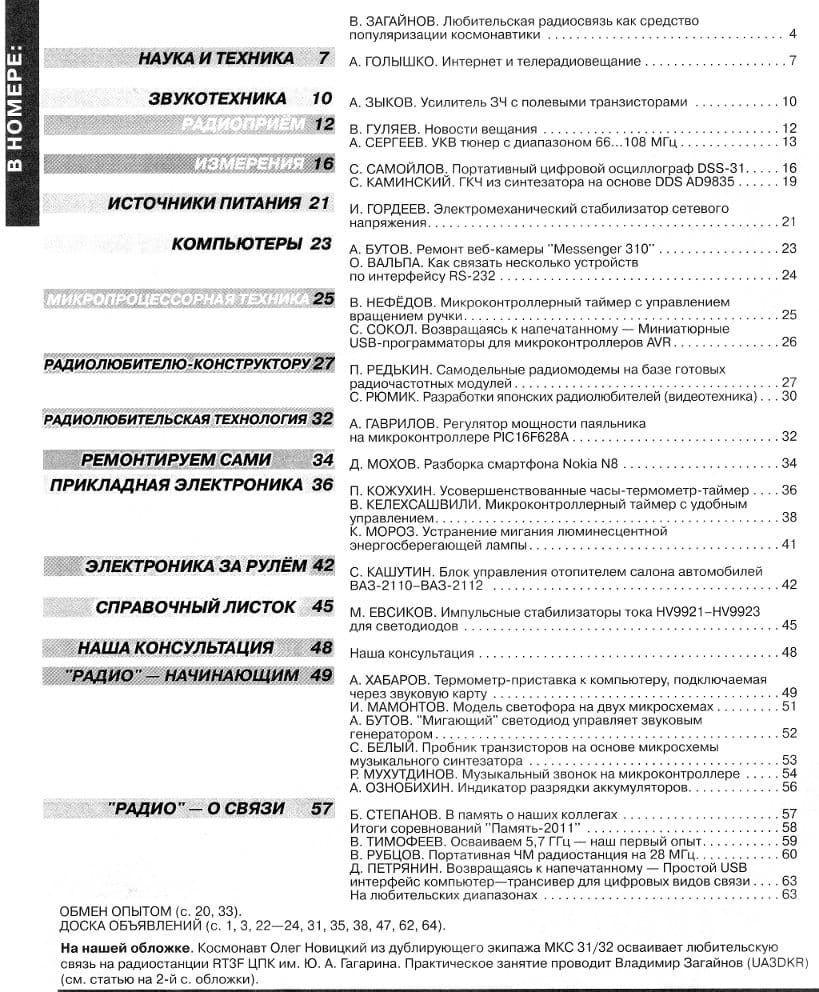 В НОМЕРЕ:
В. ЗАГАЙНОВ. Любительская радиосвязь как средство
популяризации космонавтики . . . . . . . . . . . . . . . . . . . . 4
НАУКА И ТЕХНИКА 7
А. ГОЛЫШКО. Интернет и телерадиовещание . . . . . . . . . . . . 7
ЗВУКОТЕХНИКА 10
А. ЗЫКОВ. Усилитель ЗЧ с полевыми транзисторами . . . . . . . . . . 10
РАДИОПРИЁМ 12
В. ГУЛЯЕВ. Новости вещания . . . . . . . . . . . . . . . . . . . . 12
А. СЕРГЕЕВ. УКВ тюнер с диапазоном 66...108 МГц . . . . . . . . . . 13
ИЗМЕРЕНИЯ 16
С. САМОЙЛОВ. Портативный цифровой осциллограф DSS-31. . . . . 16
С. КАМИНСКИЙ. ГКЧ из синтезатора на основе DDS AD9835 . . . . . . 19
ИСТОЧНИКИ ПИТАНИЯ 21
И. ГОРДЕЕВ. Электромеханический стабилизатор сетевого
напряжения. . . . . . . . . . . . . . . . . . . . 21
КОМПЬЮТЕРЫ 23
А. БУТОВ. Ремонт веб-камеры "Messenger 310" . . . . . . . . . . . . 23
О. ВАЛЬПА. Как связать несколько устройств
по интерфейсу RS-232 . . . . . . . . . . . . . . . . . . . . 24
МИКРОПРОЦЕССОРНАЯ ТЕХНИКА 25
В. НЕФЁДОВ. Микроконтроллерный таймер с управлением
вращением ручки. . . . . . . . . . . . . . . . . . . . 25
С. СОКОЛ. Возвращаясь к напечатанному — Миниатюрные
USB-программаторы для микроконтроллеров AVR . . . . . . . . . . 26
РАДИОЛЮБИТЕЛЮ-КОНСТРУКТОРУ 27
П. РЕДЬКИН. Самодельные радиомодемы на базе готовых
радиочастотных модулей . . . . . . . . . . . . . . . . . . . . 27
С. РЮМИК. Разработки японских радиолюбителей (видеотехника) . . . 30
РАДИОЛЮБИТЕЛЬСКАЯ ТЕХНОЛОГИЯ 32
А. ГАВРИЛОВ. Регулятор мощности паяльника
на микроконтроллере PIC16F628A . . . . . . . . . . . . . . . . . . . . 32
РЕМОНТИРУЕМ САМИ 34
Д. МОХОВ. Разборка смартфона Nokia N8 . . . . . . . . . . . . . . . 34
ПРИКЛАДНАЯ ЭЛЕКТРОНИКА 36
П. КОЖУХИН. Усовершенствованные часы-термометр-таймер . . . . 36
В. КЕЛЕХСАШВИЛИ. Микроконтроллерный таймер с удобным
управлением. . . . . . . . . . . . . . . . . . . . 38
К. МОРОЗ. Устранение мигания люминесцентной
энергосберегающей лампы. . . . . . . . . . . . . . . . . . . . 41
ЭЛЕКТРОНИКА ЗА РУЛЁМ 42
С. КАШУТИН. Блок управления отопителем салона автомобилей
ВАЗ-2110–ВАЗ-2112 . . . . . . . . . . . . . . . . . . . . 42
СПРАВОЧНЫЙ ЛИСТОК 45
М. ЕВСИКОВ. Импульсные стабилизаторы тока HV9921–HV9923
для светодиодов . . . . . . . . . . . . . . . . . . . . 45
НАША КОНСУЛЬТАЦИЯ 48
Наша консультация . . . . . . . . . . . . . . . . . . . . 48
"РАДИО" — НАЧИНАЮЩИМ 49
А. ХАБАРОВ. Термометр-приставка к компьютеру, подключаемая
через звуковую карту . . . . . . . . . . . . . . . . . . . . 49
И. МАМОНТОВ. Модель светофора на двух микросхемах . . . . . . . . 51
А. БУТОВ. "Мигающий" светодиод управляет звуковым
генератором. . . . . . . . . . . . . . . . . . . . 52
С. БЕЛЫЙ. Пробник транзисторов на основе микросхемы
музыкального синтезатора . . . . . . . . . . . . . . . . . . . . 53
Р. МУХУТДИНОВ. Музыкальный звонок на микроконтроллере . . . . 54
А. ОЗНОБИХИН. Индикатор разрядки аккумуляторов. . . . . . . . . . 56
"РАДИО" — О СВЯЗИ 57
Б. СТЕПАНОВ. В память о наших коллегах . . . . . . . . . . . . . . . 57
Итоги соревнований "Память-2011" . . . . . . . . . . . . . . . . . . 58
В. ТИМОФЕЕВ. Осваиваем 5,7 ГГц — наш первый опыт. . . . . . . . . 59
В. РУБЦОВ. Портативная ЧМ радиостанция на 28 МГц. . . . . . . . . . 60
Д. ПЕТРЯНИН. Возвращаясь к напечатанному — Простой USB
интерфейс компьютер—трансивер для цифровых видов связи . . . . 63
На любительских диапазонах . . . . . . . . . . . . . . . . . . . . 63
ОБМЕН ОПЫТОМ (с. 20, 33).
ДОСКА ОБЪЯВЛЕНИЙ (с. 1, 3, 22—24, 31, 35, 38, 47, 62, 64).
На нашей обложке. Космонавт Олег Новицкий из дублирующего экипажа МКС 31/32 осваивает любительскую
связь на радиостанции RT3F ЦПК им. Ю. А. Гагарина. Практическое занятие проводит Владимир Загайнов (UA3DKR)
(см. статью на 2-й с. обложки).